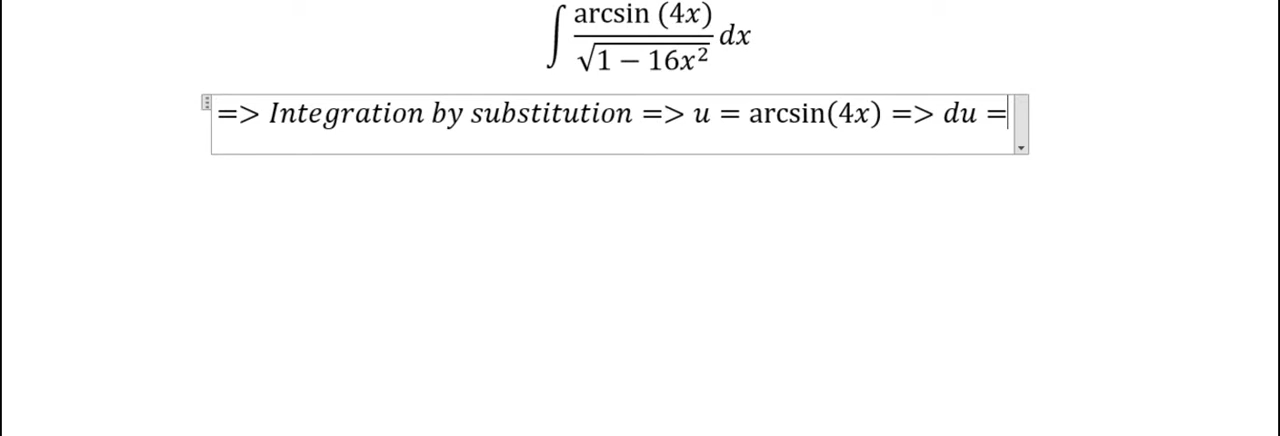 ∫ arcsin (4x) / √1 − 16x² dx
=> Integration by substitution => u = arcsin(4x) => du =